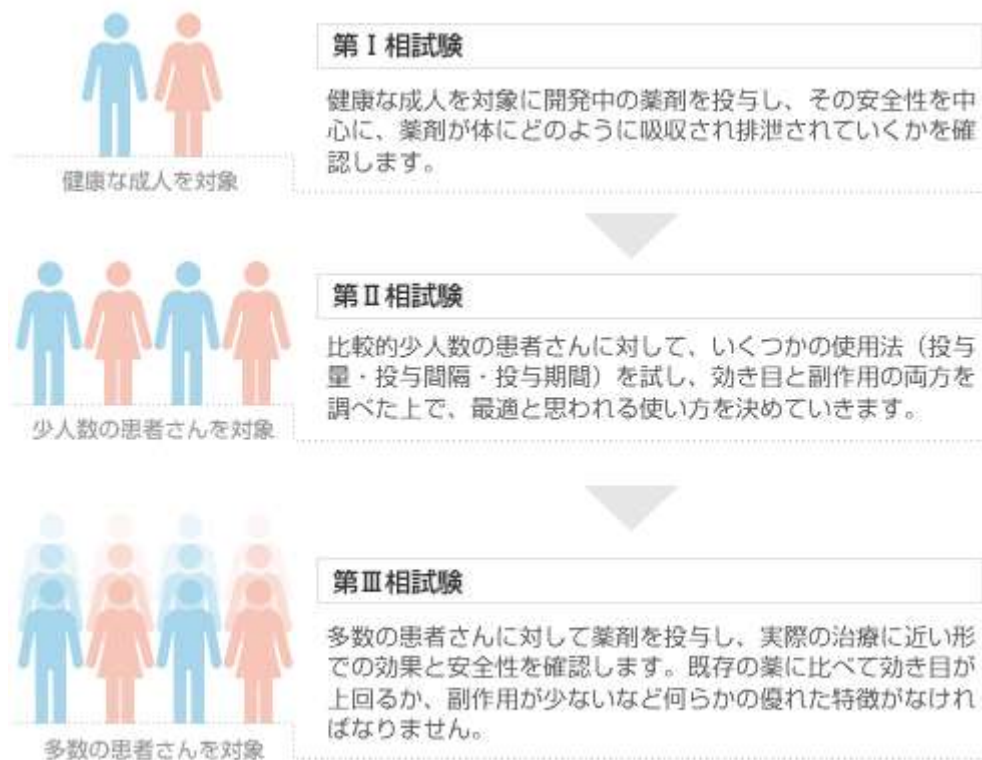 第Ⅰ相試験
健康な成人を対象に開発中の薬剤を投与し、その安全性を中
心に、薬剤が体にどのように吸収され排泄されていくかを確
認します。
健康な成人を対象
第Ⅱ相試験
比較的少人数の患者さんに対して、いくつかの使用法（投与
量・投与間隔・投与期間）を試し、効き目と副作用の両方を
調べた上で、最適と思われる使い方を決めていきます。
少人数の患者さんを対象
第Ⅲ相試験
多数の患者さんに対して薬剤を投与し、実際の治療に近い形
での効果と安全性を確認します。既存の薬に比べて効き目が
上回るか、副作用が少ないなど何らかの優れた特徴がなけれ
ばなりません。
多数の患者さんを対象